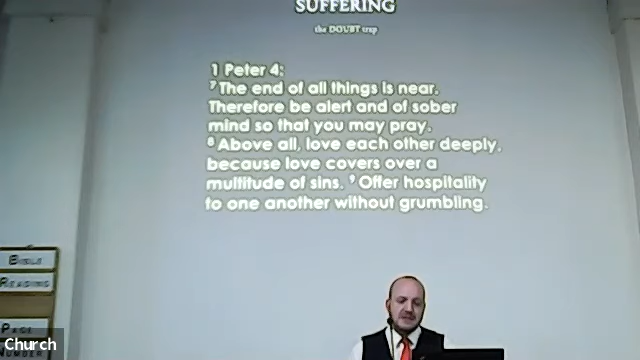 SUFFERING
the DOUBT trap
1 Peter 4:
7 The end of all things is near.
Therefore be alert and of sober
mind so that you may pray.
8 Above all, love each other deeply,
because love covers over a
multitude of sins. 9 Offer hospitality
to one another without grumbling.
BIBLE
READING
PAGE
NUMBER
Church